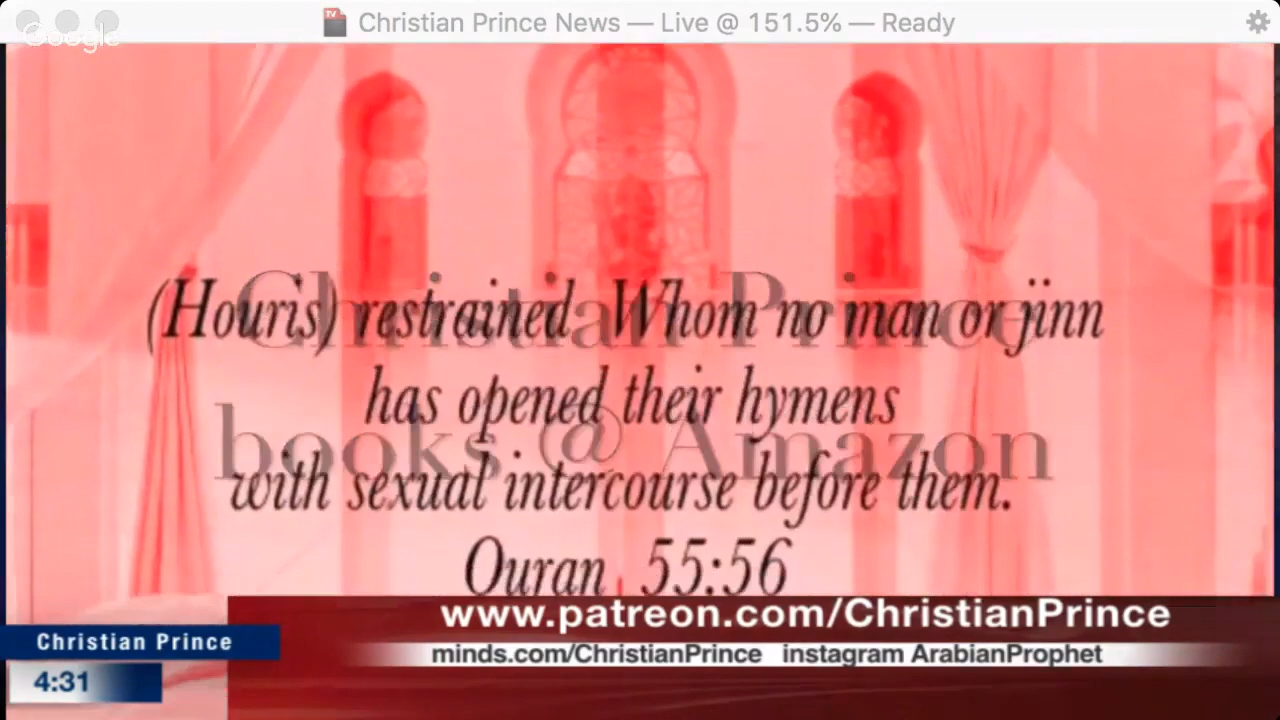 Christian Prince News — Live @ 151.5% — Ready
Google
TV
(Houris) restrained Whom no man or jinn
has opened their hymens
with sexual intercourse before them.
Quran 55:56
Christian Prince
books @ Amazon
www.patreon.com/ChristianPrince
minds.com/ChristianPrince instagram ArabianProphet
Christian Prince
4:31